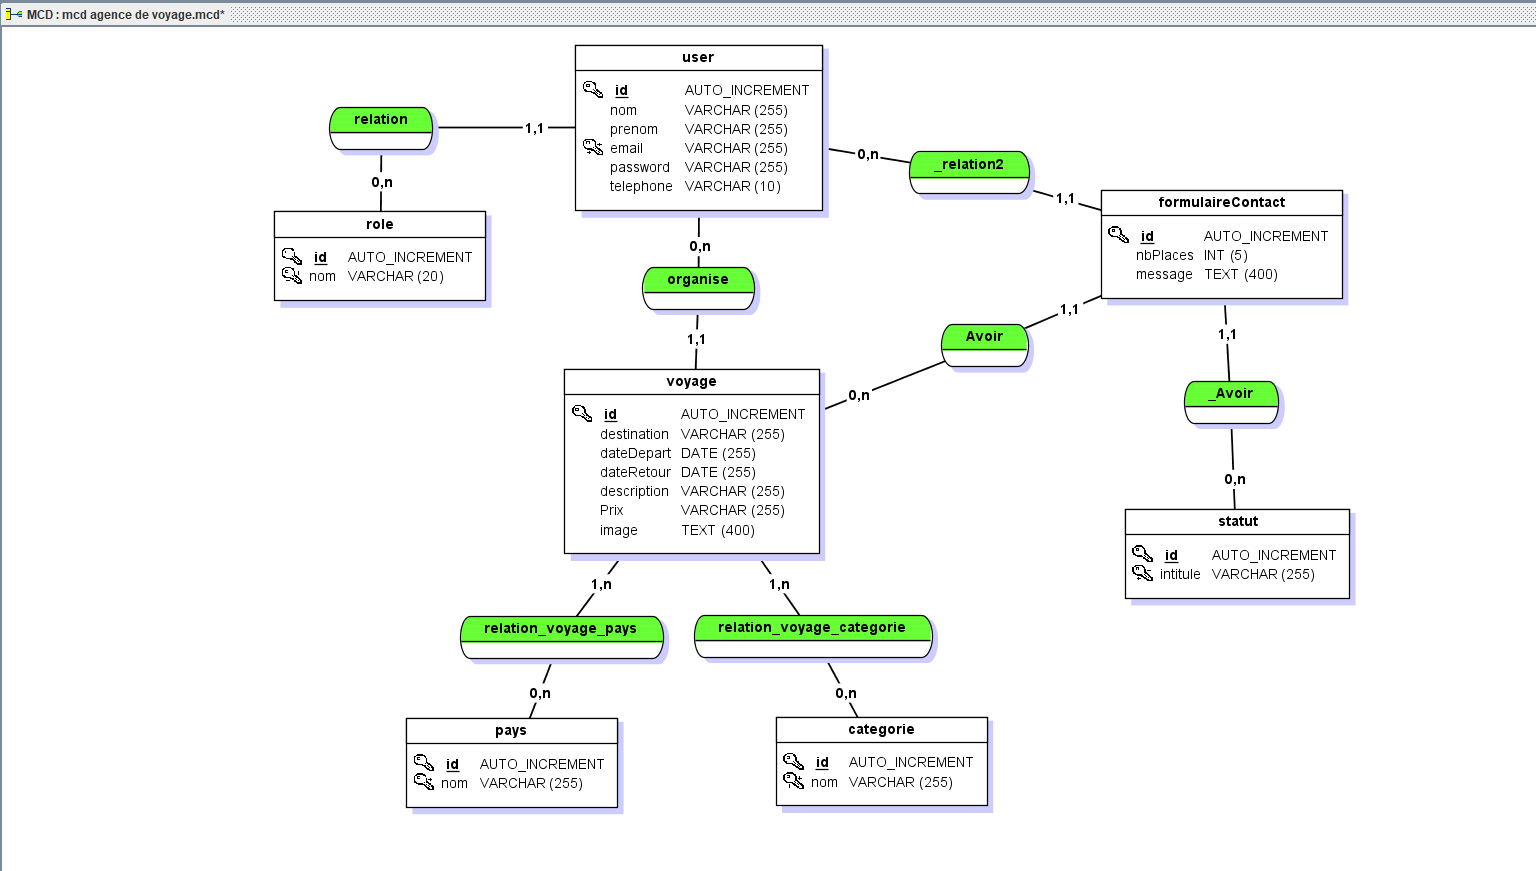 MCD : mcd agence de voyage.mcd*
user
id AUTO_INCREMENT
nom VARCHAR (255)
prenom VARCHAR (255)
email VARCHAR (255)
password VARCHAR (255)
telephone VARCHAR (10)
relation
1,1
0,n
role
id AUTO_INCREMENT
nom VARCHAR (20)
0,n
_relation2
1,1
formulaireContact
id AUTO_INCREMENT
nbPlaces INT (5)
message TEXT (400)
0,n
organise
1,1
voyage
id AUTO_INCREMENT
destination VARCHAR (255)
dateDepart DATE (255)
dateRetour DATE (255)
description VARCHAR (255)
Prix VARCHAR (255)
image TEXT (400)
1,1
Avoir
0,n
1,1
_Avoir
0,n
statut
id AUTO_INCREMENT
intitule VARCHAR (255)
1,n
relation_voyage_pays
0,n
pays
id AUTO_INCREMENT
nom VARCHAR (255)
1,n
relation_voyage_categorie
0,n
categorie
id AUTO_INCREMENT
nom VARCHAR (255)